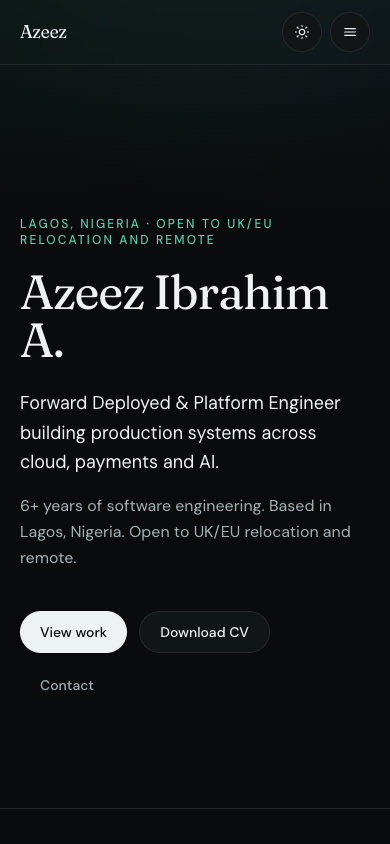 Azeez
LAGOS, NIGERIA · OPEN TO UK/EU
RELOCATION AND REMOTE
Azeez Ibrahim
A.
Forward Deployed & Platform Engineer
building production systems across
cloud, payments and AI.
6+ years of software engineering. Based in
Lagos, Nigeria. Open to UK/EU relocation and
remote.
View work
Download CV
Contact